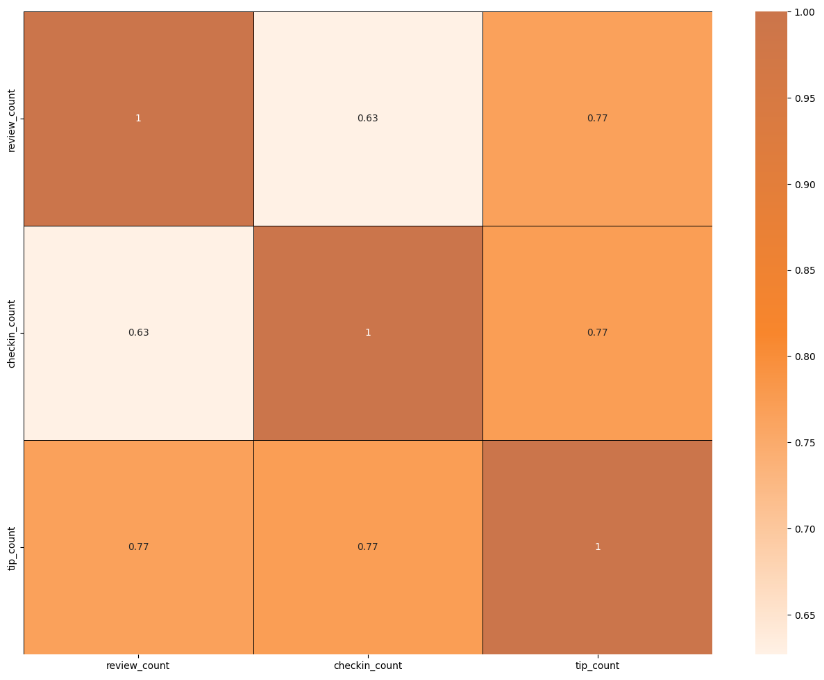 review_count 1 0.63 0.77
checkin_count 0.63 1 0.77
tip_count 0.77 0.77 1
review_count checkin_count tip_count
1.00
0.95
0.90
0.85
0.80
0.75
0.70
0.65